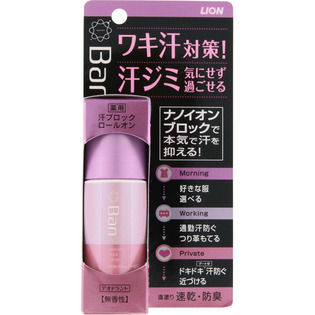 LION
Ban
ワキ汗対策!
汗ジミ 気にせず
過ごせる
薬用
汗ブロック
ロールオン
ナノイオン
ブロックで
本気で汗を
抑える!
Morning
好きな服
選べる
Working
通勤汗防ぐ
つり革もてる
Private
ドキドキ汗防ぐ
近づける
Ban
デオドラント
【無香性】
直塗り 速乾・防臭